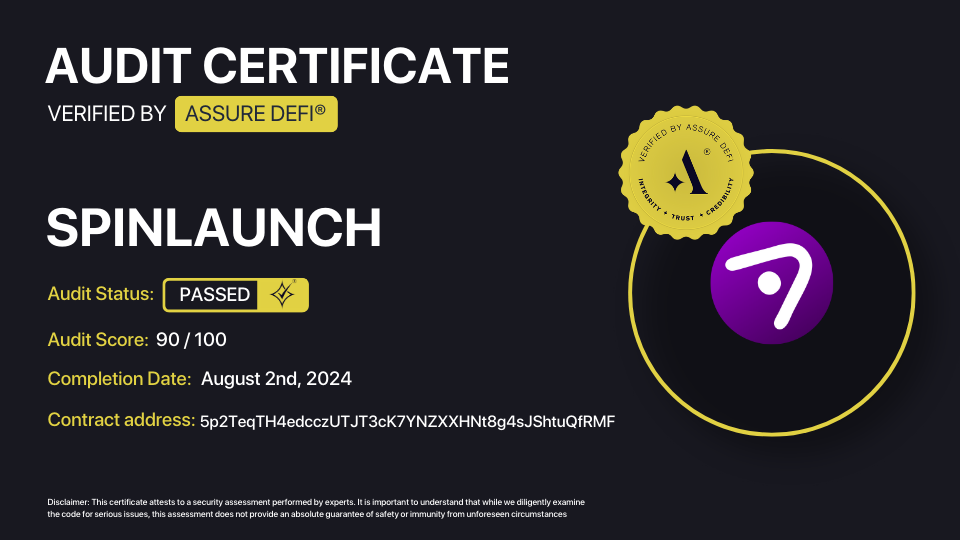 AUDIT CERTIFICATE
VERIFIED BY ASSURE DEFI®
VERIFIED BY ASSURE DEFI
®
INTEGRITY ✦ TRUST ✦ CREDIBILITY
SPINLAUNCH
Audit Status: PASSED
Audit Score: 90 / 100
Completion Date: August 2nd, 2024
Contract address: 5p2TeqTH4edcczUTJT3cK7YNZXXHNt8g4sJShtuQfRMF
Disclaimer: This certificate attests to a security assessment performed by experts. It is important to understand that while we diligently examine
the code for serious issues, this assessment does not provide an absolute guarantee of safety or immunity from unforeseen circumstances